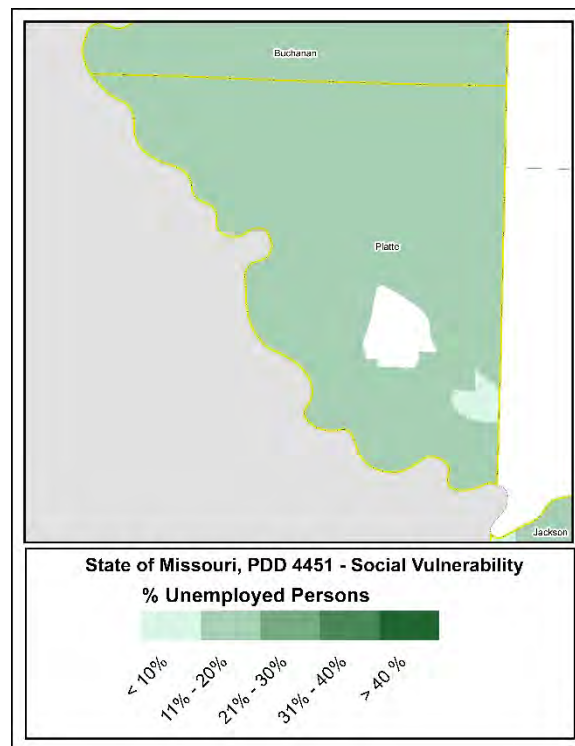 Buchanan
Platte
Jackson
State of Missouri, PDD 4451 - Social Vulnerability
% Unemployed Persons
< 10%
11% - 20%
21% - 30%
31% - 40%
> 40 %